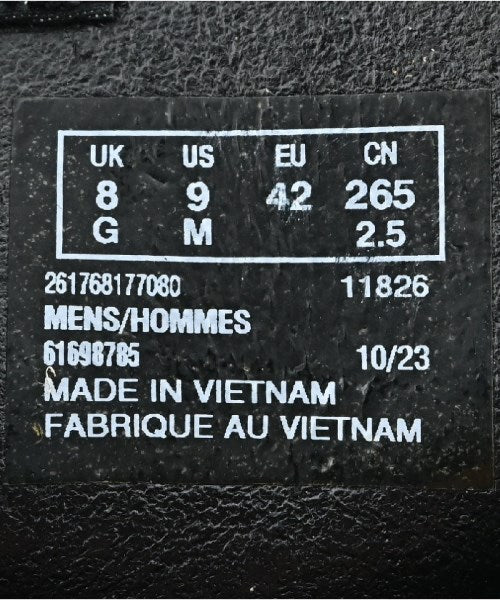 UK US EU CN
8 9 42 265
G M 2.5
261768177080 11826
MENS/HOMMES
61698785 10/23
MADE IN VIETNAM
FABRIQUE AU VIETNAM